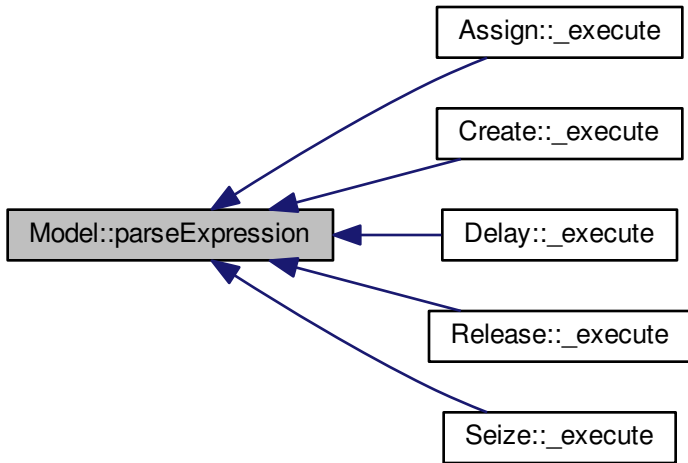 Assign::_execute
Create::_execute
Model::parseExpression
Delay::_execute
Release::_execute
Seize::_execute